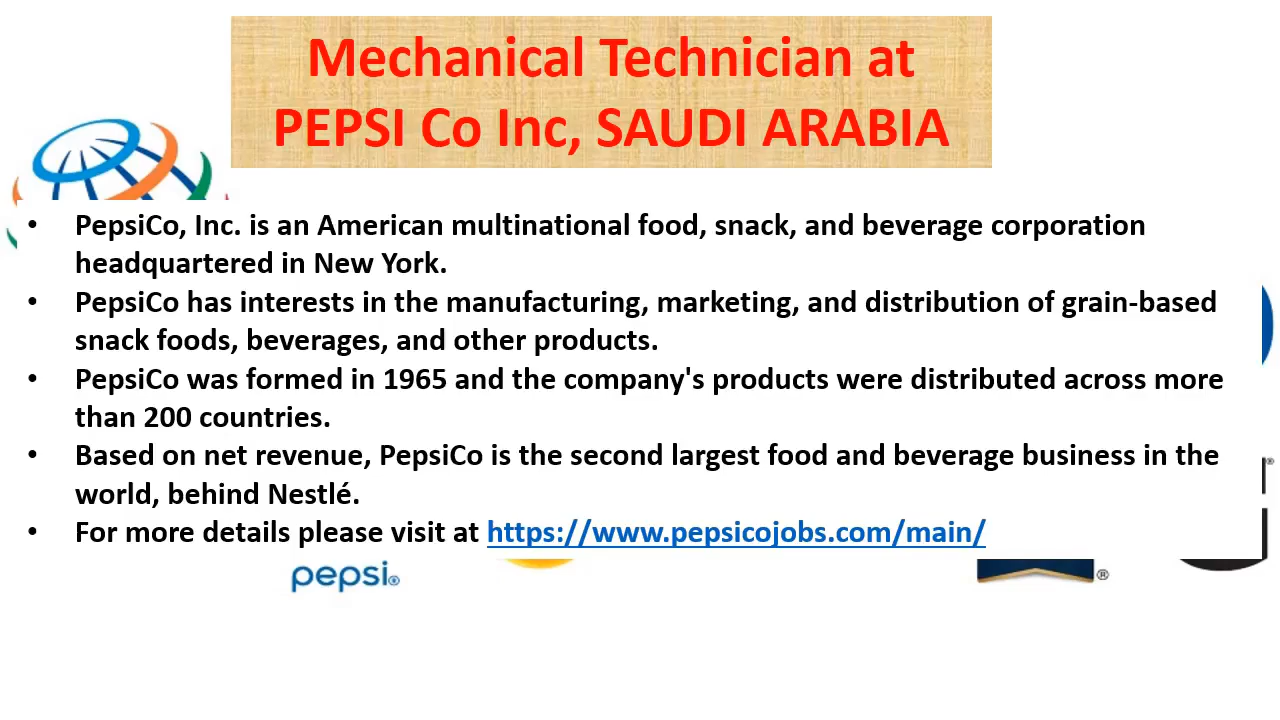 Mechanical Technician at
PEPSI Co Inc, SAUDI ARABIA
• PepsiCo, Inc. is an American multinational food, snack, and beverage corporation
headquartered in New York.
• PepsiCo has interests in the manufacturing, marketing, and distribution of grain-based
snack foods, beverages, and other products.
• PepsiCo was formed in 1965 and the company's products were distributed across more
than 200 countries.
• Based on net revenue, PepsiCo is the second largest food and beverage business in the
world, behind Nestlé.
• For more details please visit at https://www.pepsicojobs.com/main/
pepsi®
®
®